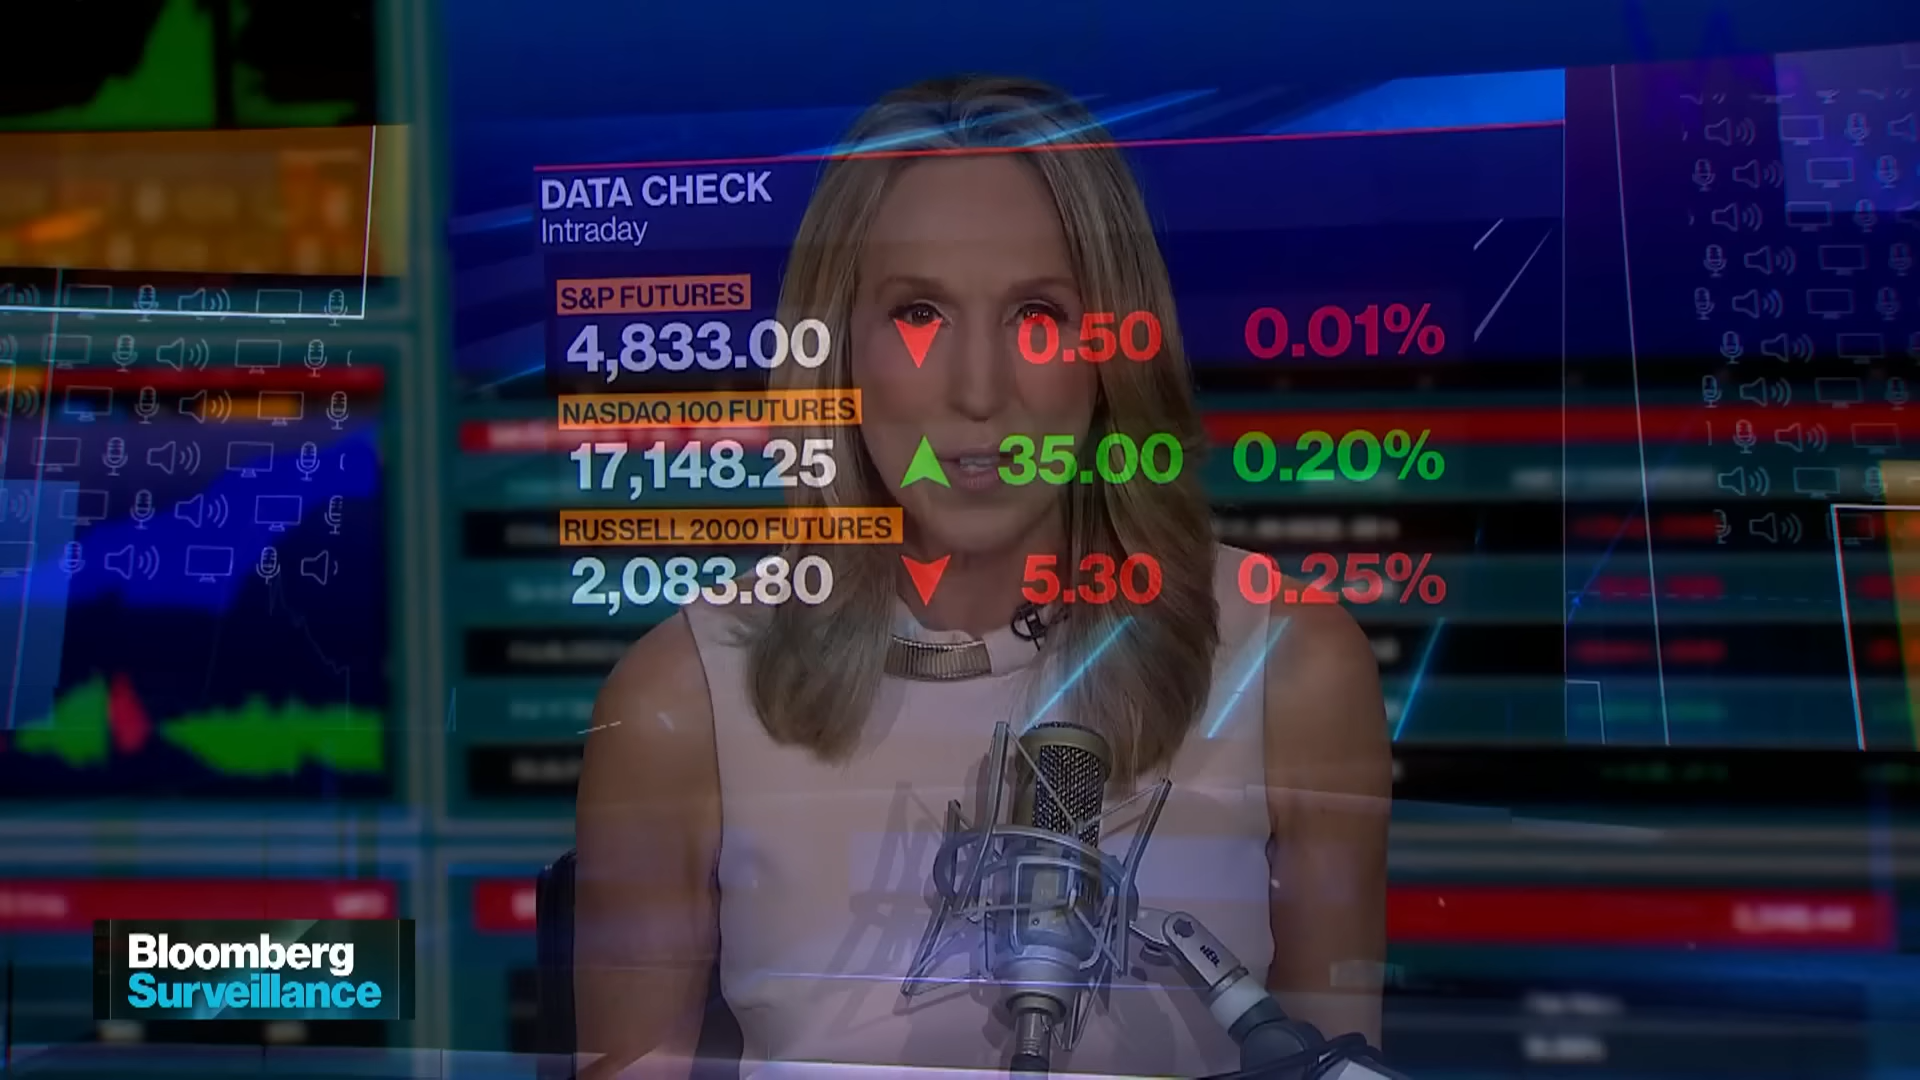 DATA CHECK
Intraday
S&P FUTURES
4,833.00 0.50 0.01%
NASDAQ 100 FUTURES
17,148.25 35.00 0.20%
RUSSELL 2000 FUTURES
2,083.80 5.30 0.25%
Bloomberg
Surveillance